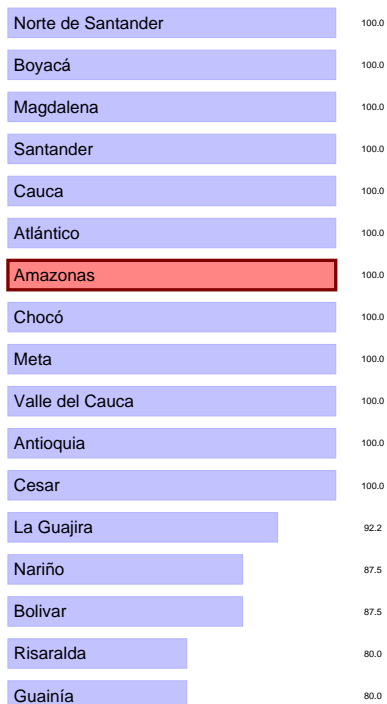 Norte de Santander 100.0
Boyacá 100.0
Magdalena 100.0
Santander 100.0
Cauca 100.0
Atlántico 100.0
Amazonas 100.0
Chocó 100.0
Meta 100.0
Valle del Cauca 100.0
Antioquia 100.0
Cesar 100.0
La Guajira 92.2
Nariño 87.5
Bolivar 87.5
Risaralda 80.0
Guainía 80.0